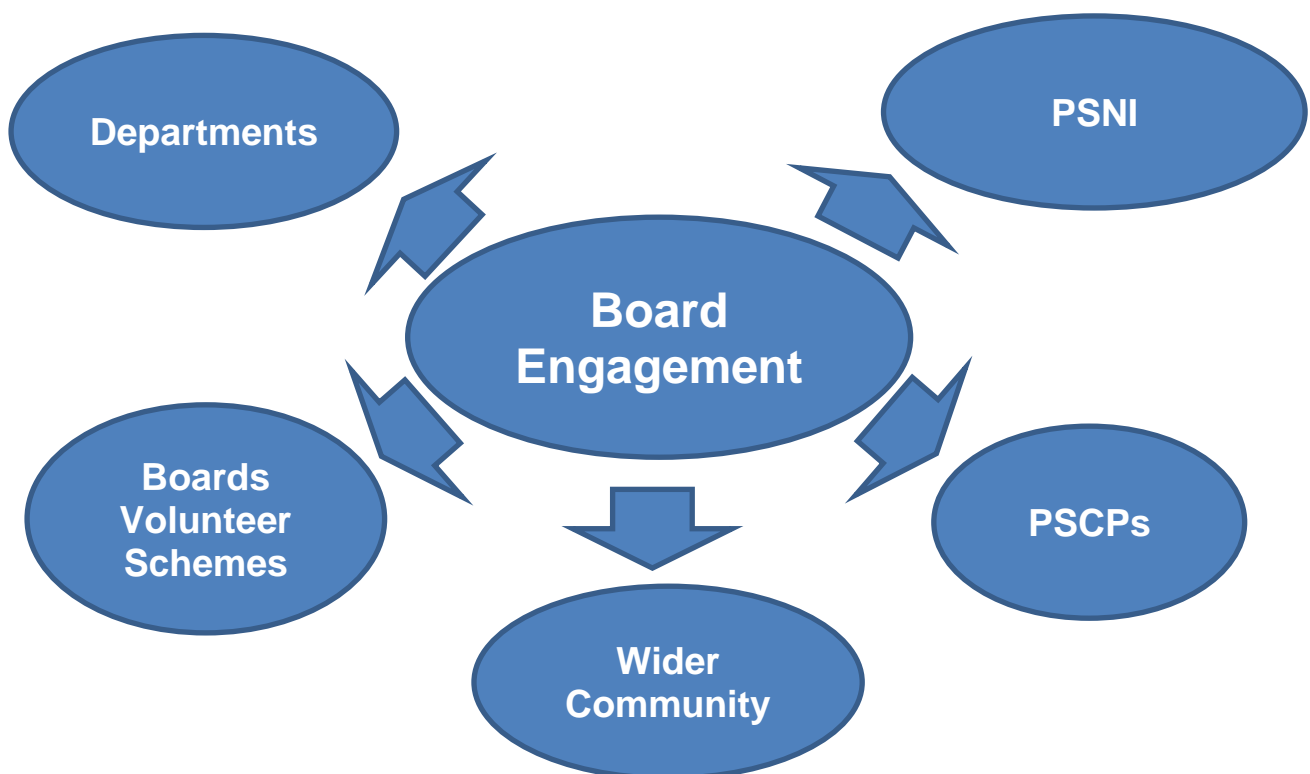 Departments
PSNI
Board
Engagement
Boards
Volunteer
Schemes
PSCPs
Wider
Community